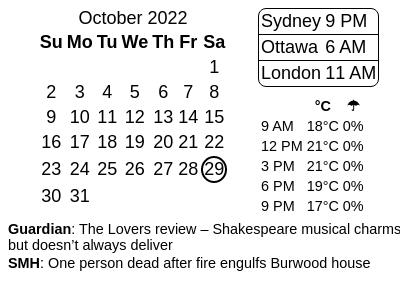 October 2022
Su Mo Tu We Th Fr Sa
1
2 3 4 5 6 7 8
9 10 11 12 13 14 15
16 17 18 19 20 21 22
23 24 25 26 27 28 29
30 31
Sydney 9 PM
Ottawa 6 AM
London 11 AM
°C ☂
9 AM 18°C 0%
12 PM 21°C 0%
3 PM 21°C 0%
6 PM 19°C 0%
9 PM 17°C 0%
Guardian: The Lovers review – Shakespeare musical charms
but doesn’t always deliver
SMH: One person dead after fire engulfs Burwood house